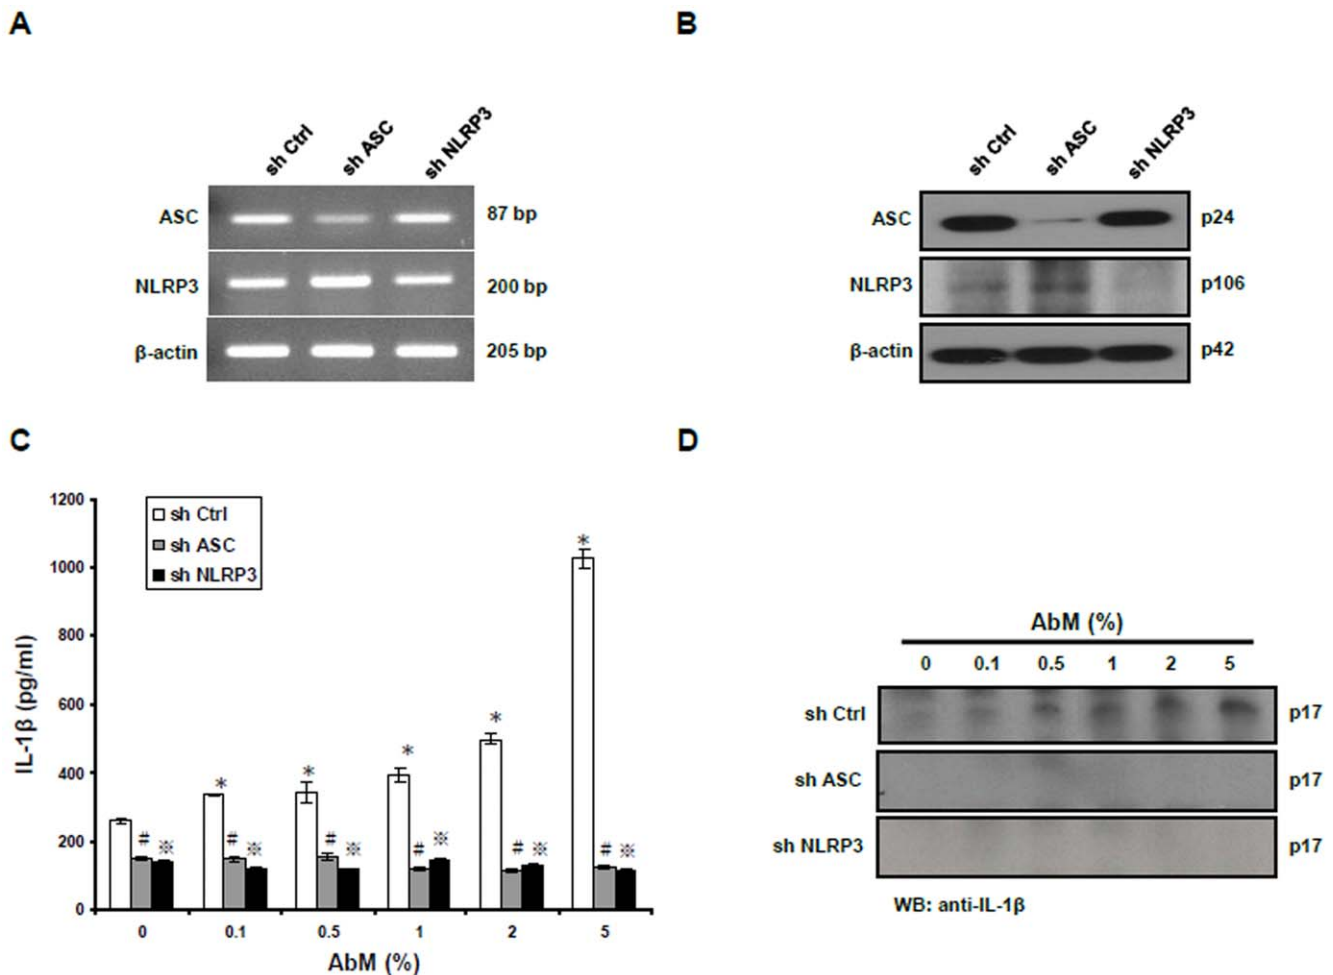 A
B
sh Ctrl
sh ASC
sh NLRP3
ASC
87 bp
NLRP3
200 bp
β-actin
205 bp
sh Ctrl
sh ASC
sh NLRP3
ASC
p24
NLRP3
p106
β-actin
p42
C
D
1200
1000
800
600
400
200
0
IL-1β (pg/ml)
sh Ctrl
sh ASC
sh NLRP3
*
*
*
*
*
# ※
# ※
# ※
# ※
# ※
# ※
0 0.1 0.5 1 2 5
AbM (%)
AbM (%)
0 0.1 0.5 1 2 5
sh Ctrl
p17
sh ASC
p17
sh NLRP3
p17
WB: anti-IL-1β